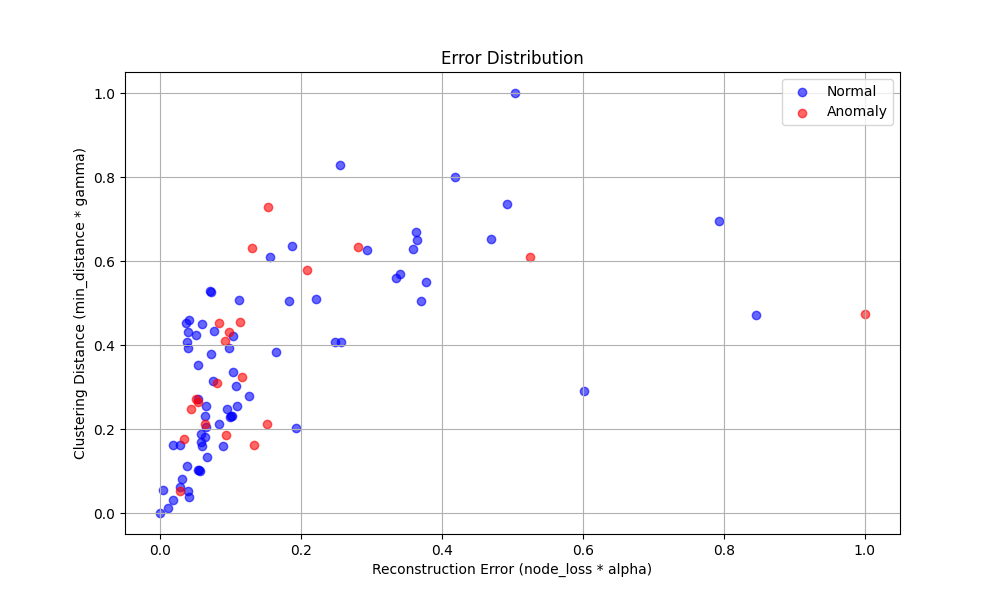 Error Distribution
Normal
Anomaly
1.0
0.8
0.6
0.4
0.2
0.0
Clustering Distance (min_distance * gamma)
0.0 0.2 0.4 0.6 0.8 1.0
Reconstruction Error (node_loss * alpha)